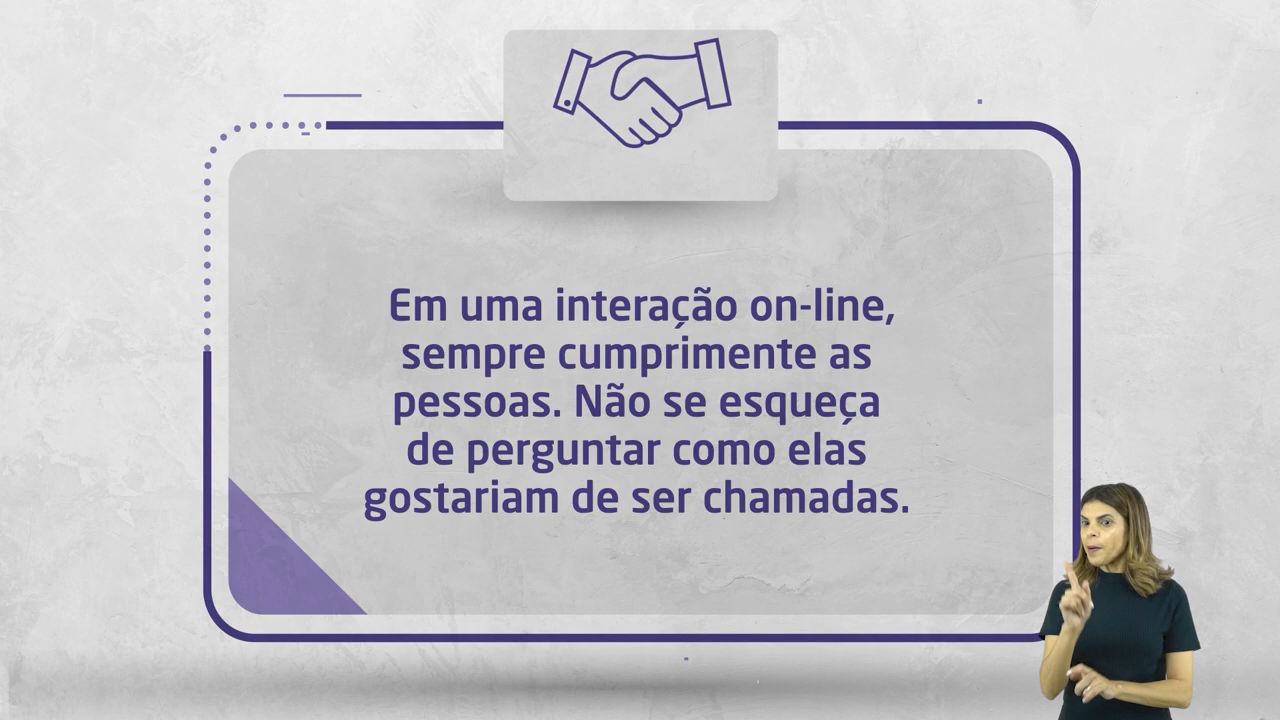 Em uma interação on-line,
sempre cumprimente as
pessoas. Não se esqueça
de perguntar como elas
gostariam de ser chamadas.